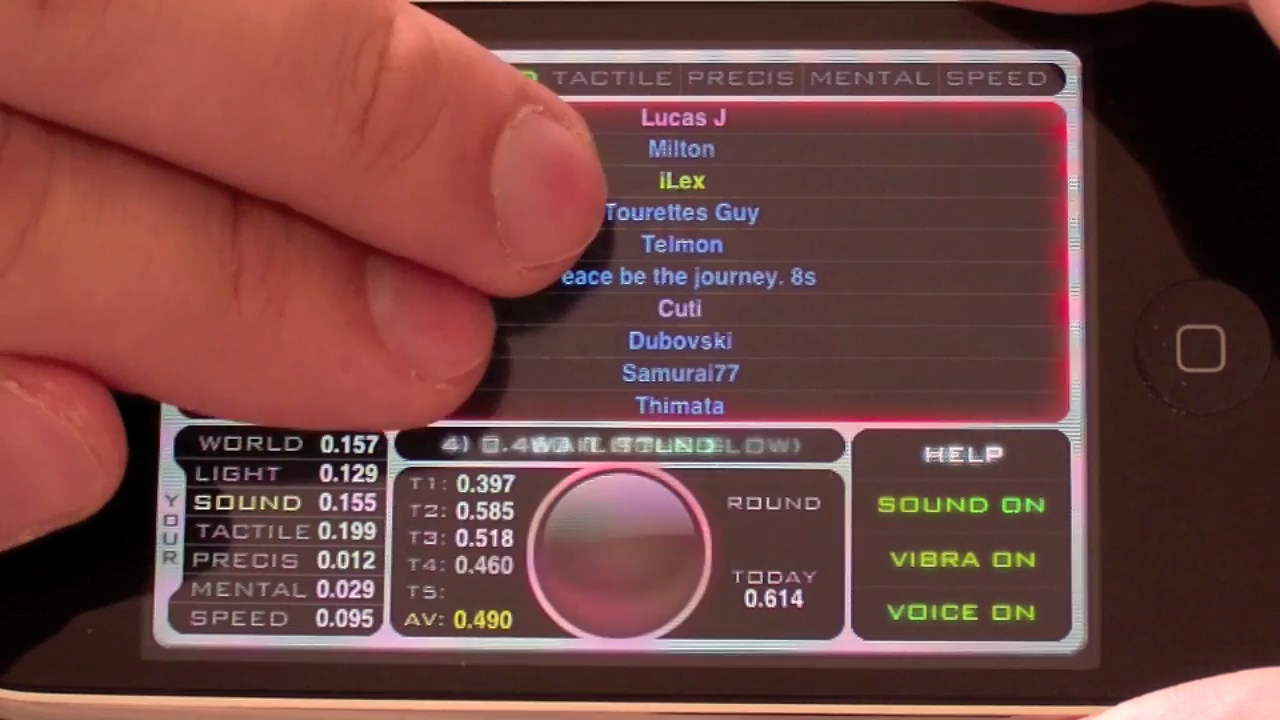 TACTILE PRECIS MENTAL SPEED
Lucas J
Milton
iLex
Tourettes Guy
Telmon
eace be the journey. 8s
Cuti
Dubovski
Samurai77
Thimata
YOUR
WORLD 0.157
LIGHT 0.129
SOUND 0.155
TACTILE 0.199
PRECIS 0.012
MENTAL 0.029
SPEED 0.095
T1: 0.397
T2: 0.585
T3: 0.518
T4: 0.460
T5:
AV: 0.490
ROUND
TODAY
0.614
HELP
SOUND ON
VIBRA ON
VOICE ON